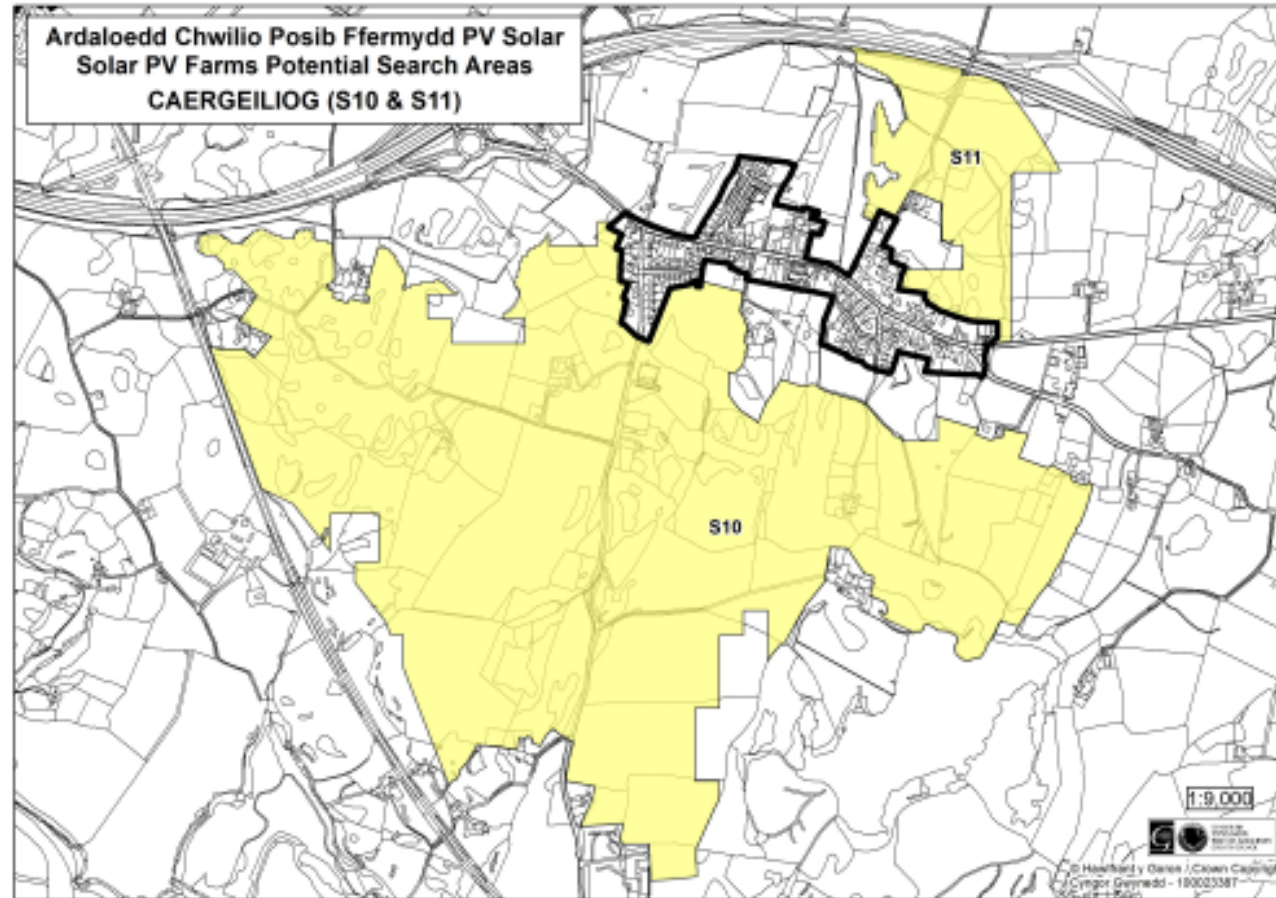 Ardaloedd Chwilio Posib Ffermydd PV Solar
Solar PV Farms Potential Search Areas
CAERGEILIOG (S10 & S11)
S11
S10
1:9,000
© Hawlfraint y Goron / Crown Copyright
Cyngor Gwynedd - 100023387